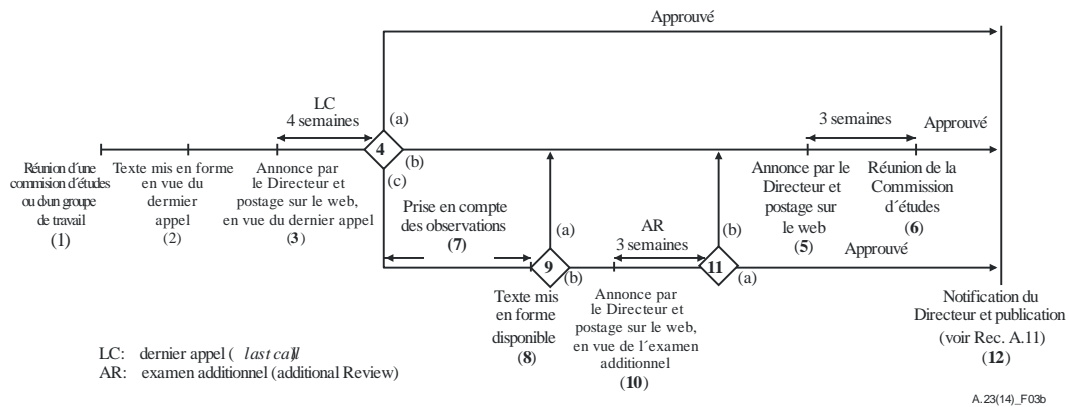 Approuvé
LC
4 semaines
(a)
3 semaines
Approuvé
4
(b)
(c)
Réunion d'une
commision d'études
ou d'un groupe
de travail
(1)
Texte mis en forme
en vue du
dermier
appel
(2)
Annonce par
le Directeur et
postage sur le web,
en vue du dernier appel
(3)
Prise en compte
des observations
(7)
(a)
AR
3 semaines
(b)
Annonce par le
Directeur et
postage sur
le web
(5)
Réunion de la
Commission
d'études
(6)
Approuvé
9
(b)
11
(a)
Texte mis
en forme
disponible
(8)
Annonce par
le Directeur et
postage sur le web,
en vue de l'examen
additionnel
(10)
Notification du
Directeur et publication
(voir Rec. A.11)
(12)
LC: dernier appel ( last call)
AR: examen additionnel (additional Review)
A.23(14)_F03b